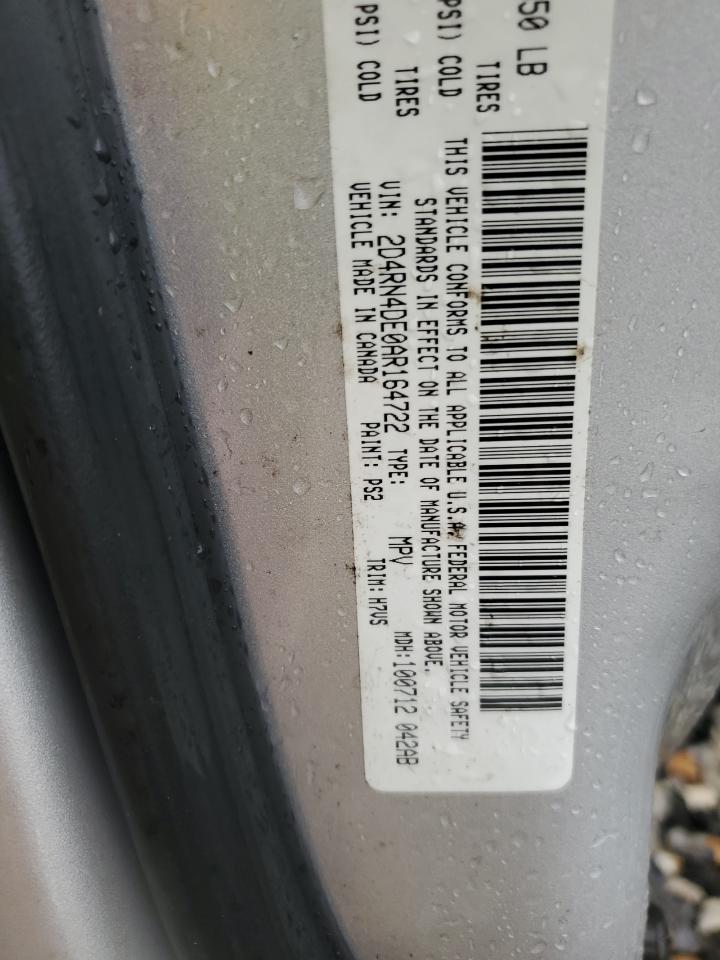 50 LB
TIRES
PSI) COLD
TIRES
PSI) COLD
THIS VEHICLE CONFORMS TO ALL APPLICABLE U.S.A. FEDERAL MOTOR VEHICLE SAFETY
STANDARDS IN EFFECT ON THE DATE OF MANUFACTURE SHOWN ABOVE.
VIN: 2D4RN4DE0AR164722 TYPE: MPV MDH:100712 042AB
VEHICLE MADE IN CANADA PAINT: PS2 TRIM: H7VS